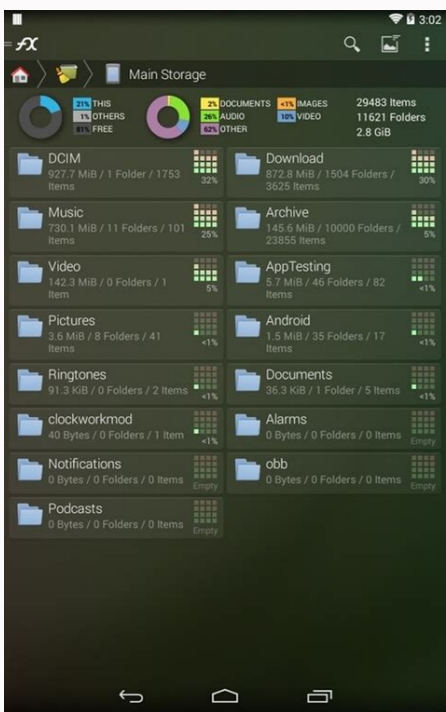 3:02
FX
Main Storage
21% THIS
1% OTHERS
81% FREE
2% DOCUMENTS
<1% IMAGES
26% AUDIO
10% VIDEO
62% OTHER
29483 Items
11621 Folders
2.8 GiB
DCIM
927.7 MiB / 1 Folder / 1753
Items
32%
Download
872.8 MiB / 1504 Folders /
3625 Items
30%
Music
730.1 MiB / 11 Folders / 101
Items
25%
Archive
145.6 MiB / 10000 Folders /
23855 Items
5%
Video
142.3 MiB / 0 Folders / 1
Item
5%
AppTesting
5.7 MiB / 46 Folders / 82
Items
<1%
Pictures
3.6 MiB / 8 Folders / 41
Items
<1%
Android
1.5 MiB / 35 Folders / 17
Items
<1%
Ringtones
91.3 KiB / 0 Folders / 2 Items
<1%
Documents
36.3 KiB / 1 Folder / 5 Items
<1%
clockworkmod
40 Bytes / 0 Folders / 1 Item
<1%
Alarms
0 Bytes / 0 Folders / 0 Items
Empty
Notifications
0 Bytes / 0 Folders / 0 Items
Empty
obb
0 Bytes / 0 Folders / 0 Items
Empty
Podcasts
0 Bytes / 0 Folders / 0 Items
Empty